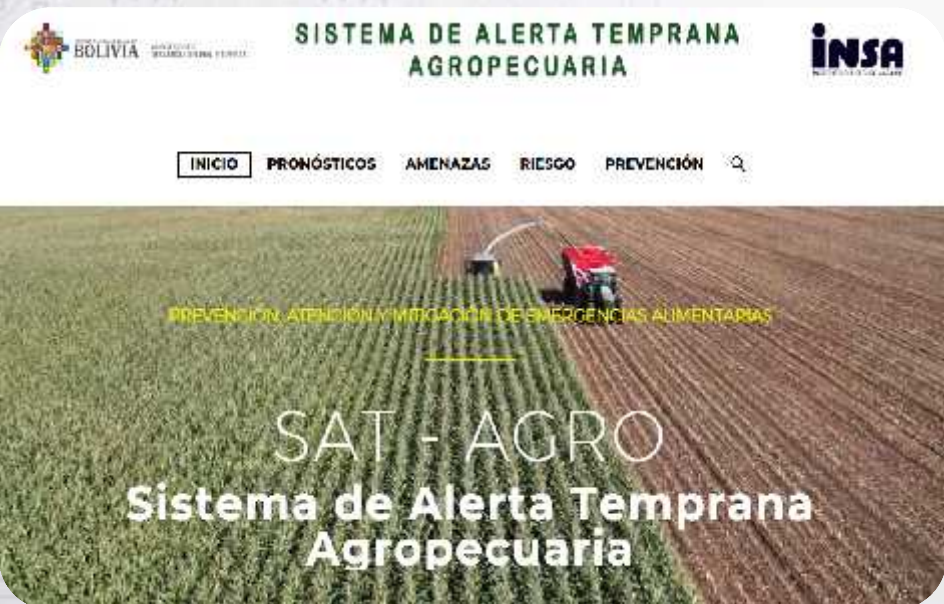 SISTEMA DE ALERTA TEMPRANA
AGROPECUARIA
BOLIVIA
INSA
INICIO PRONÓSTICOS AMENAZAS RIESGO PREVENCIÓN
PREVENCIÓN, ATENCIÓN Y MITIGACIÓN DE EMERGENCIAS ALIMENTARIAS
SAT - AGRO
Sistema de Alerta Temprana
Agropecuaria